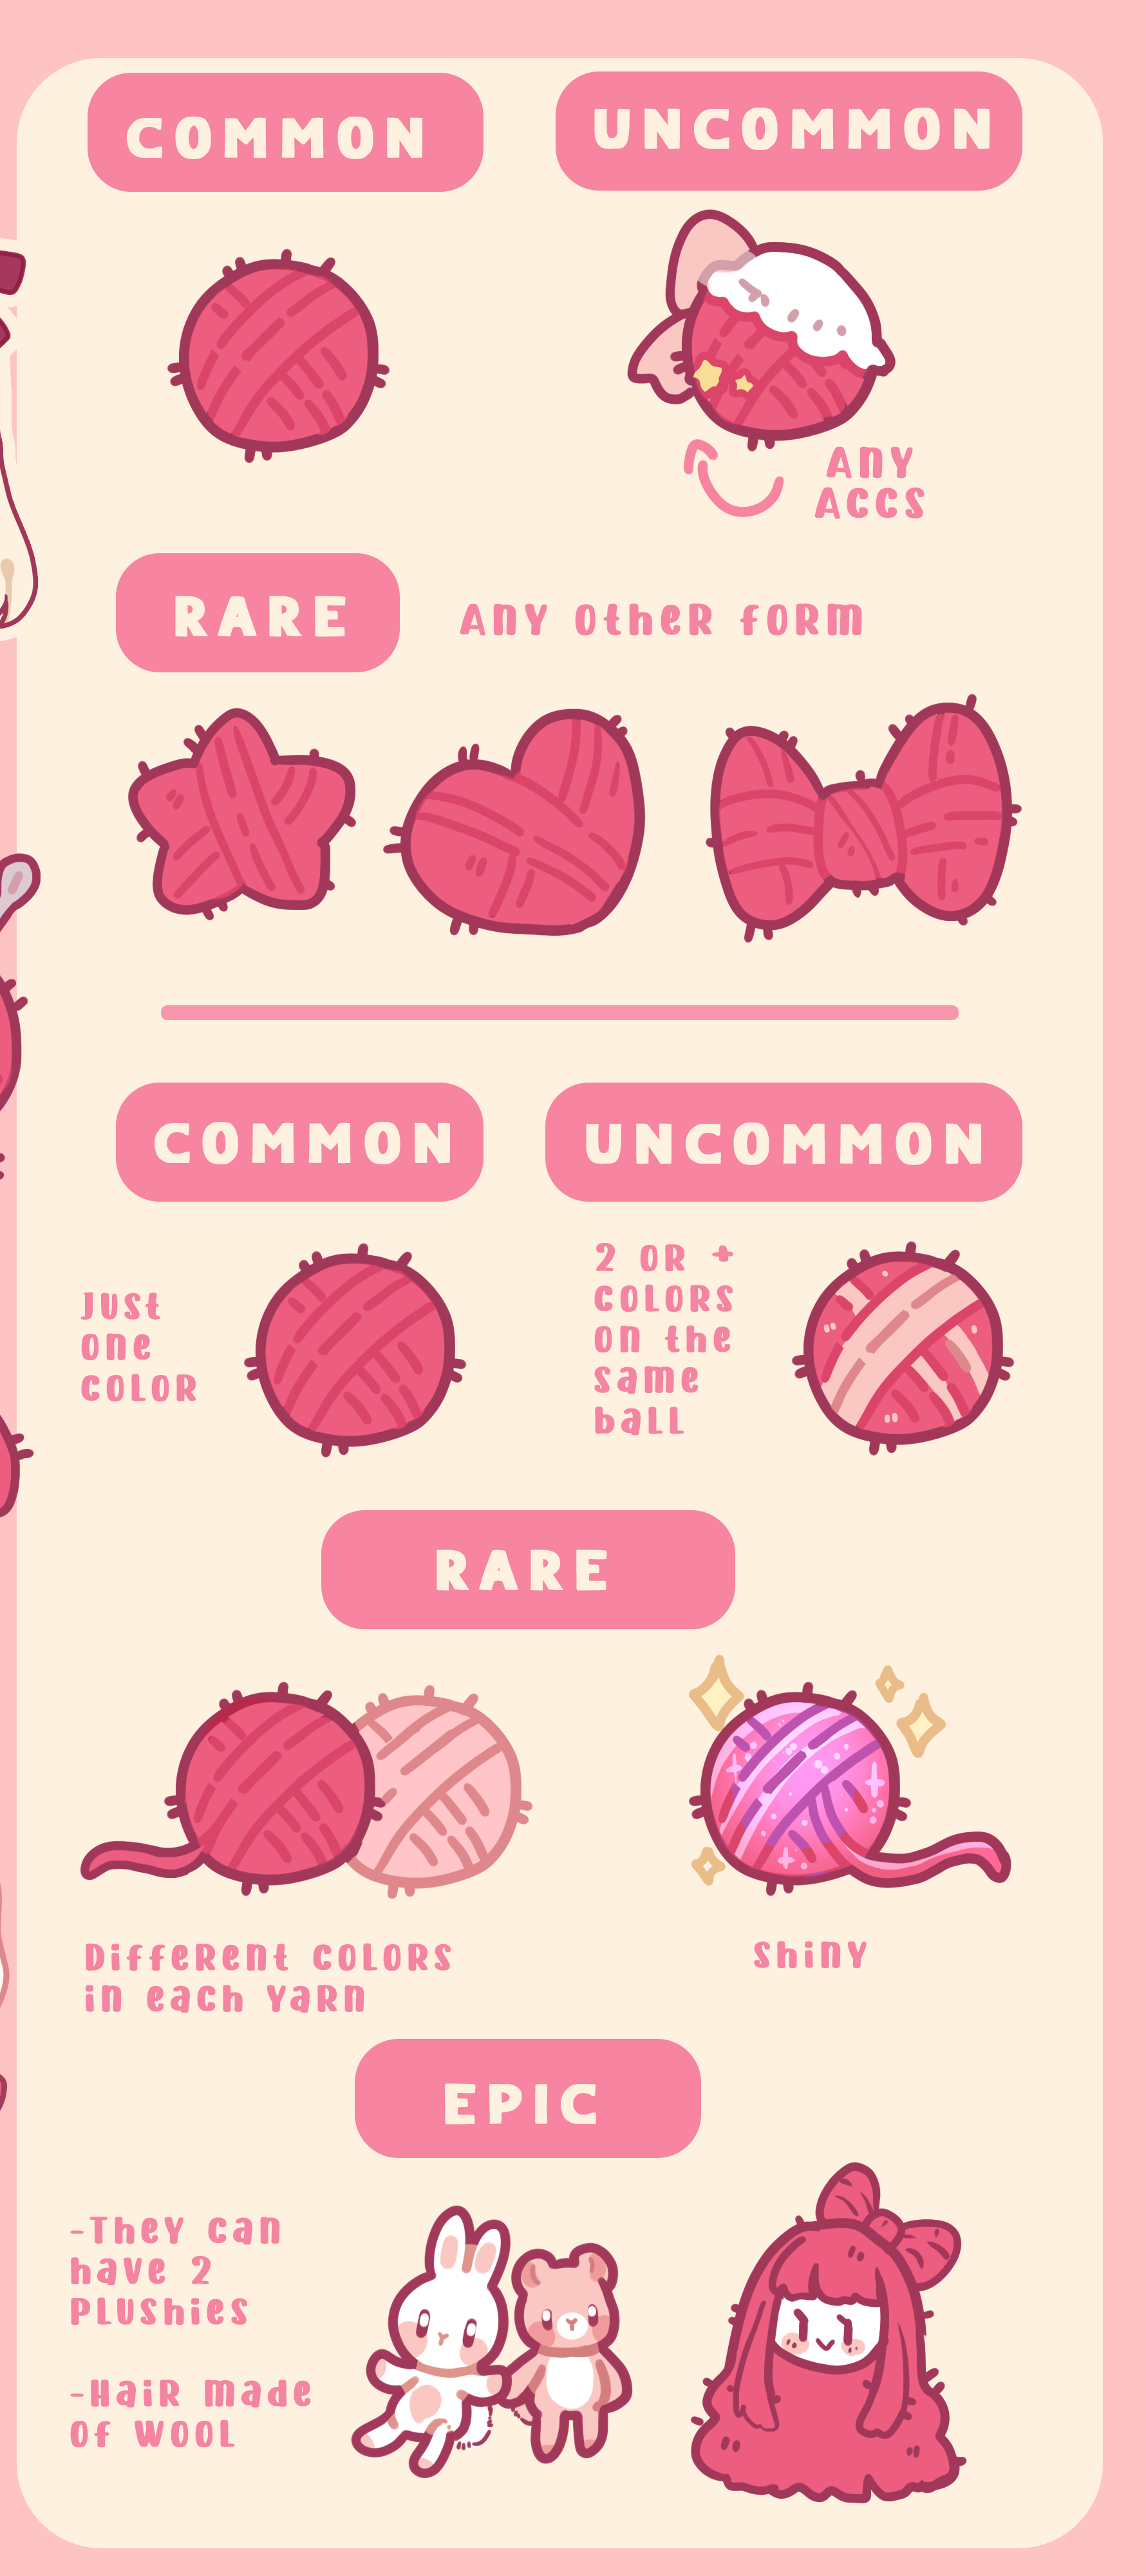 COMMON
UNCOMMON
ANY
ACCS
RARE
ANY OTHER FORM
COMMON
UNCOMMON
JUST
ONE
COLOR
2 OR +
COLORS
ON THE
SAME
BALL
RARE
DIFFERENT COLORS
IN EACH YARN
SHINY
EPIC
-THEY CAN
HAVE 2
PLUSHIES
-HAIR MADE
OF WOOL